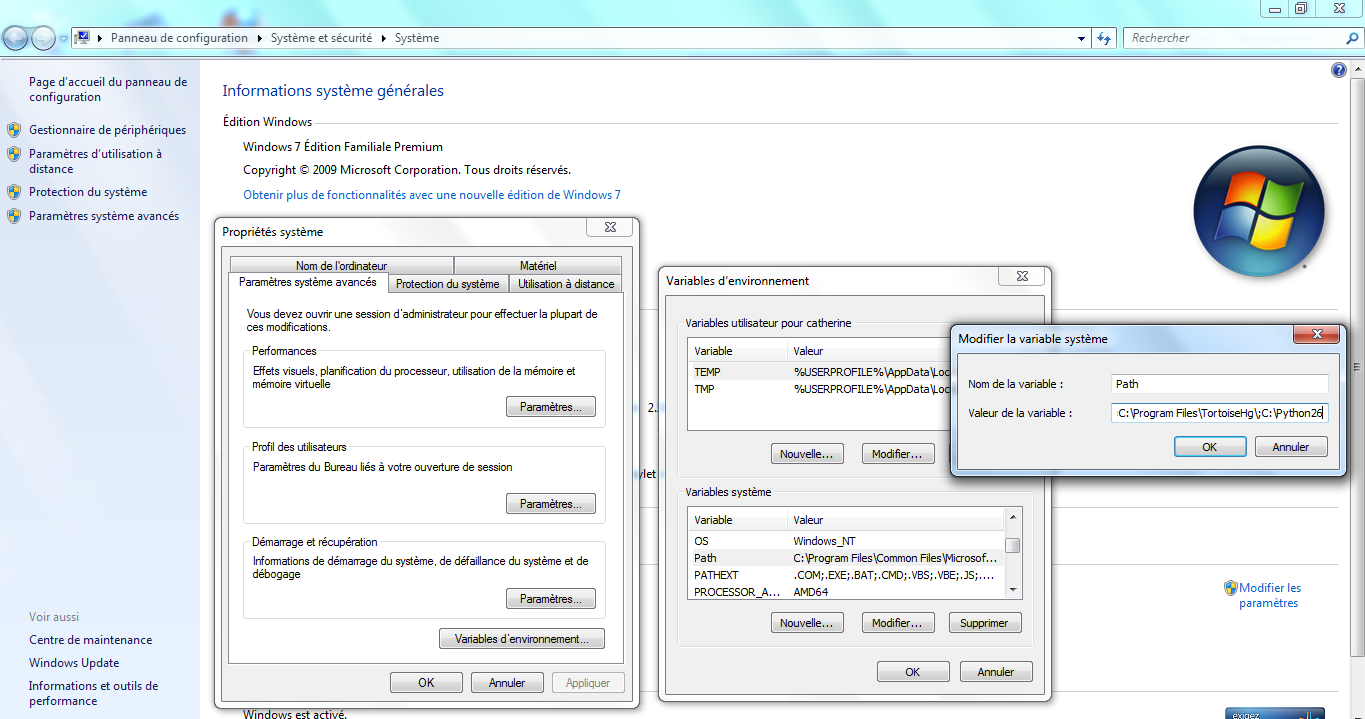 Panneau de configuration Système et sécurité Système
Rechercher
Page d'accueil du panneau de
configuration
Gestionnaire de périphériques
Paramètres d'utilisation à
distance
Protection du système
Paramètres système avancés
Voir aussi
Centre de maintenance
Windows Update
Informations et outils de
performance
Informations système générales
Édition Windows
Windows 7 Édition Familiale Premium
Copyright © 2009 Microsoft Corporation. Tous droits réservés.
Obtenir plus de fonctionnalités avec une nouvelle édition de Windows 7
Propriétés système
Nom de l'ordinateur Matériel
Paramètres système avancés Protection du système Utilisation à distance
Vous devez ouvrir une session d'administrateur pour effectuer la plupart de
ces modifications.
Performances
Effets visuels, planification du processeur, utilisation de la mémoire et
mémoire virtuelle
Paramètres...
Profil des utilisateurs
Paramètres du Bureau liés à votre ouverture de session
Paramètres...
Démarrage et récupération
Informations de démarrage du système, de défaillance du système et de
débogage
Paramètres...
Variables d'environnement...
OK Annuler Appliquer
Windows est activé.
2.
ylet
Variables d'environnement
Variables utilisateur pour catherine
Variable Valeur
TEMP %USERPROFILE%\AppData\Loc
TMP %USERPROFILE%\AppData\Loc
Nouvelle... Modifier...
Variables système
Variable Valeur
OS Windows_NT
Path C:\Program Files\Common Files\Microsof...
PATHEXT .COM;.EXE;.BAT;.CMD;.VBS;.VBE;.JS;....
PROCESSOR_A... AMD64
Nouvelle... Modifier... Supprimer
OK Annuler
Modifier la variable système
Nom de la variable : Path
Valeur de la variable : C:\Program Files\TortoiseHg\;C:\Python26
OK Annuler
Modifier les
paramètres
exigez